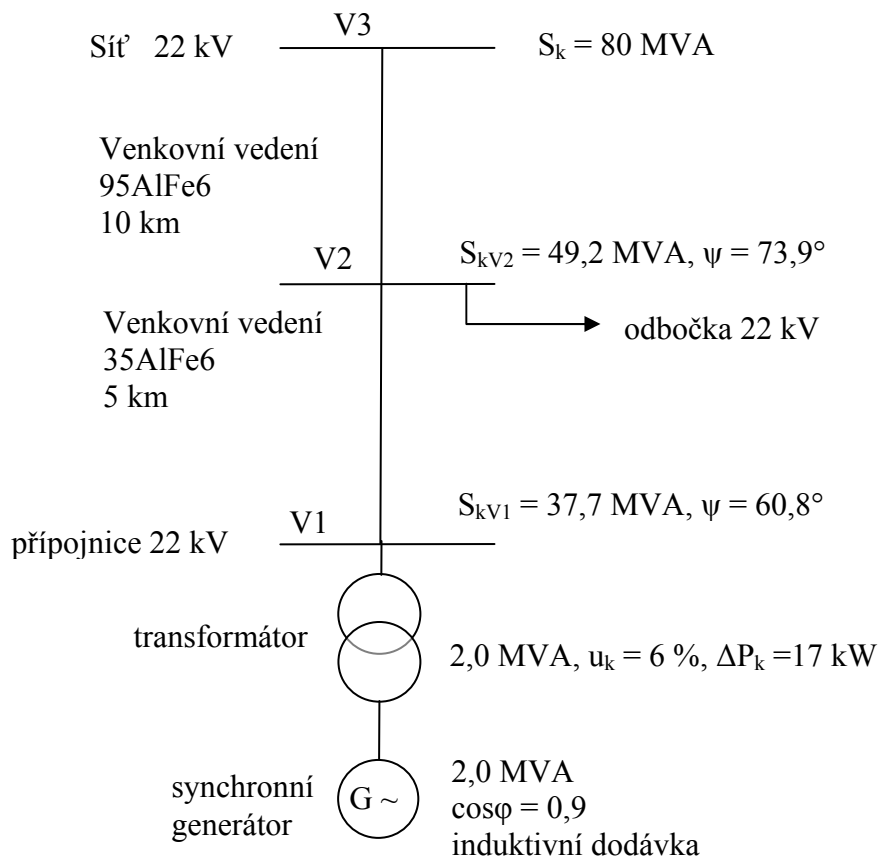 V3
Síť 22 kV
S_k = 80 MVA
Venkovní vedení
95AlFe6
10 km
V2
S_kV2 = 49,2 MVA, ψ = 73,9°
odbočka 22 kV
Venkovní vedení
35AlFe6
5 km
V1
S_kV1 = 37,7 MVA, ψ = 60,8°
přípojnice 22 kV
transformátor
2,0 MVA, u_k = 6 %, ΔP_k =17 kW
synchronní
generátor
G ~
2,0 MVA
cosφ = 0,9
induktivní dodávka